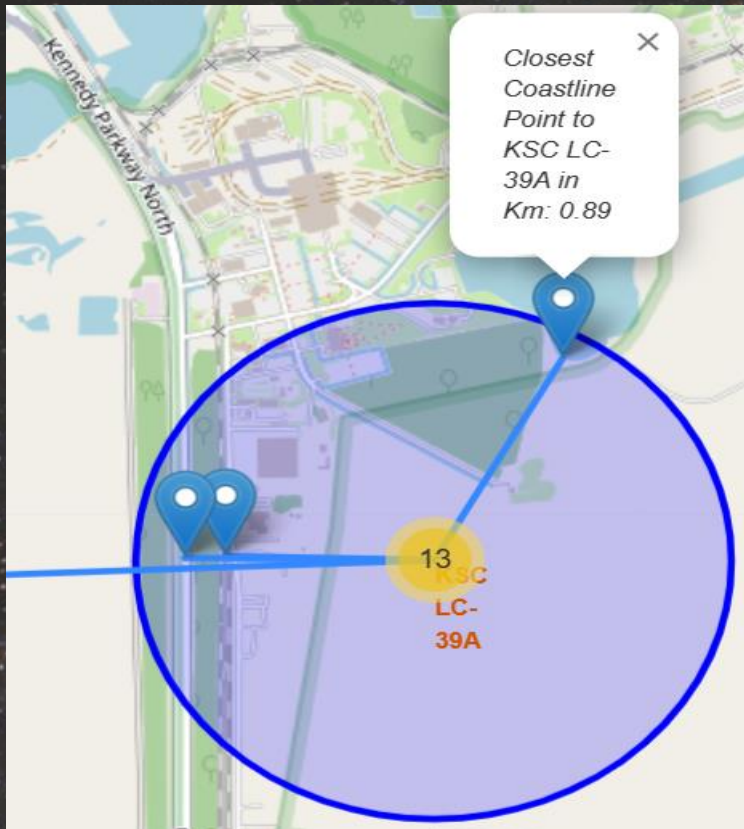 Kennedy Parkway North
Closest
Coastline
Point to
KSC LC-
39A in
Km: 0.89
13
KSC
LC-
39A